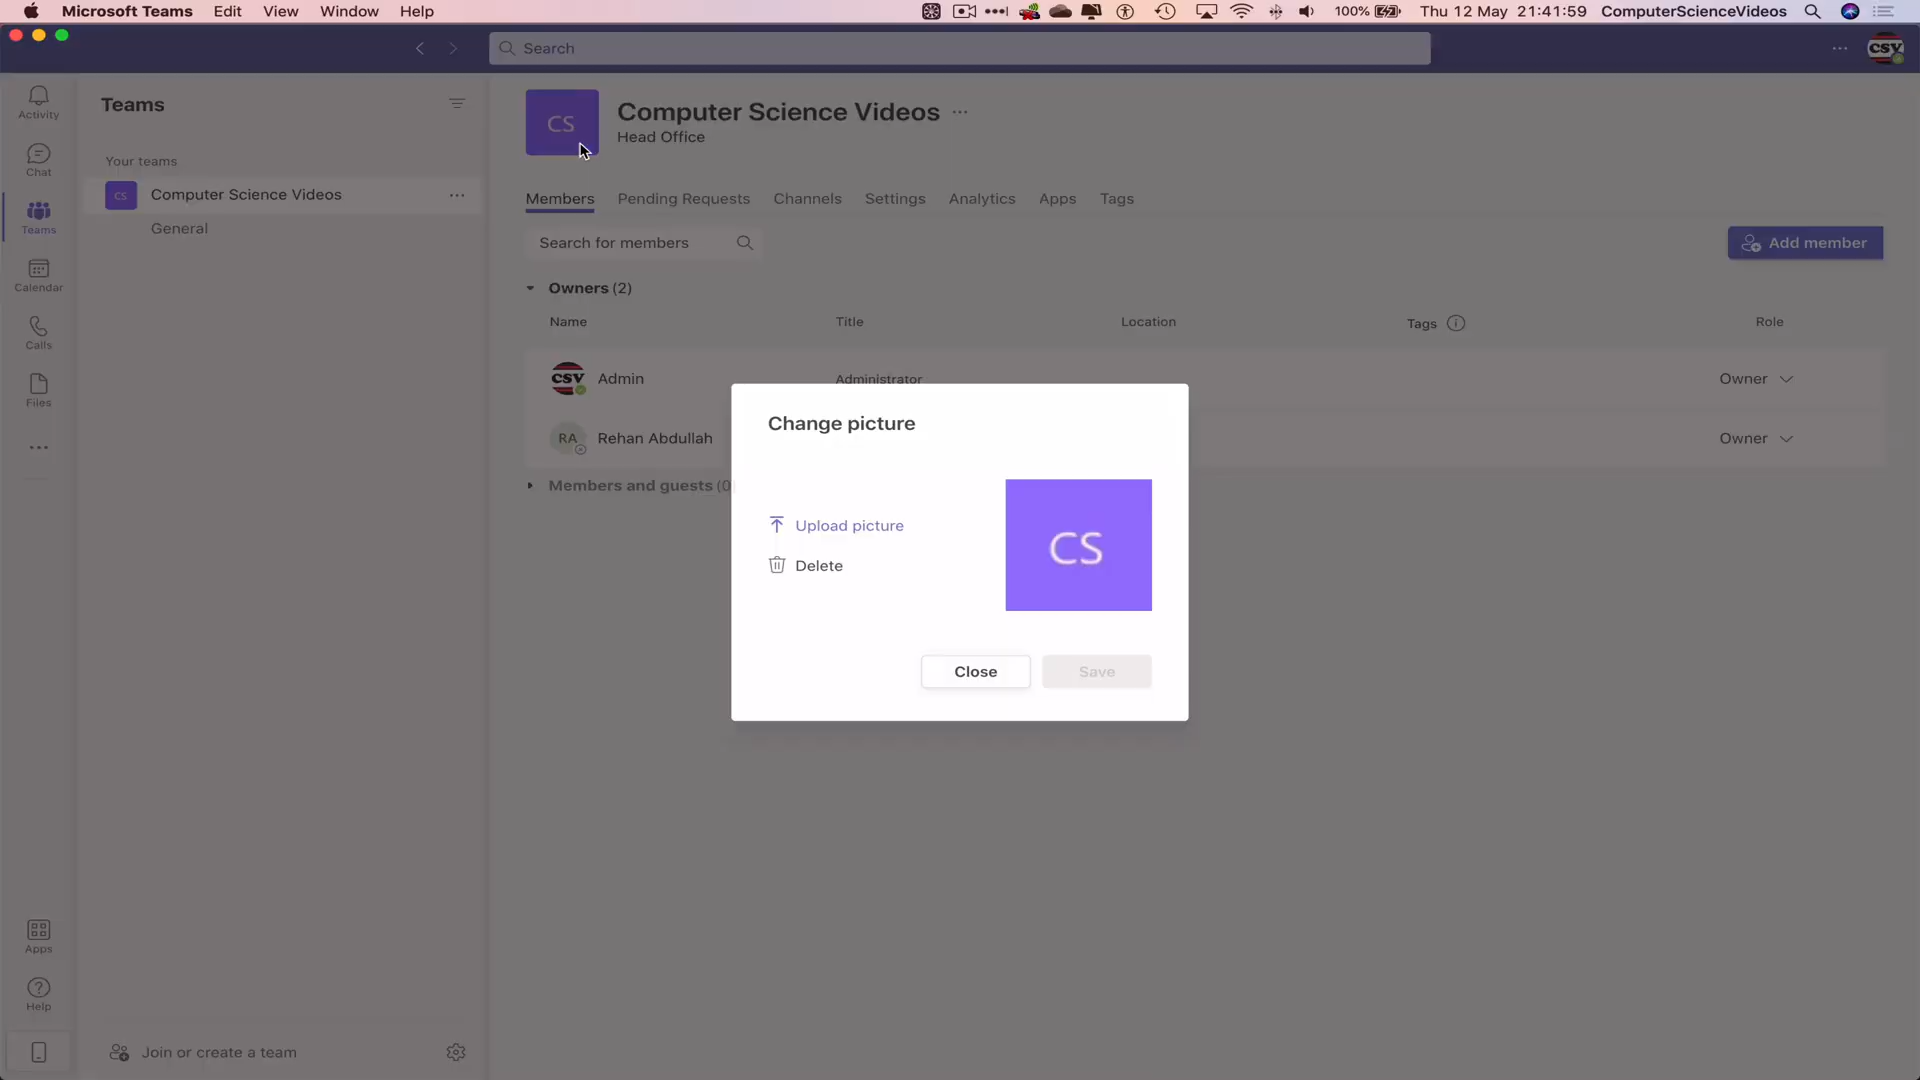 Microsoft Teams Edit View Window Help 100% Thu 12 May 21:41:59 ComputerScienceVideos
Search
csv
Activity
Chat
Teams
Calendar
Calls
Files
Apps
Help
Teams
Your teams
CS Computer Science Videos
General
Join or create a team
CS
Computer Science Videos
Head Office
Members Pending Requests Channels Settings Analytics Apps Tags
Search for members
Add member
Owners (2)
Name Title Location Tags Role
CSV Admin Administrator Owner
RA Rehan Abdullah Owner
Members and guests (0
Change picture
Upload picture
Delete
CS
Close Save